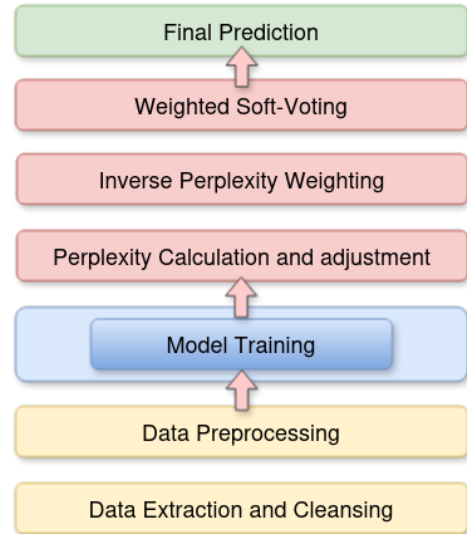 Final Prediction
Weighted Soft-Voting
Inverse Perplexity Weighting
Perplexity Calculation and adjustment
Model Training
Data Preprocessing
Data Extraction and Cleansing